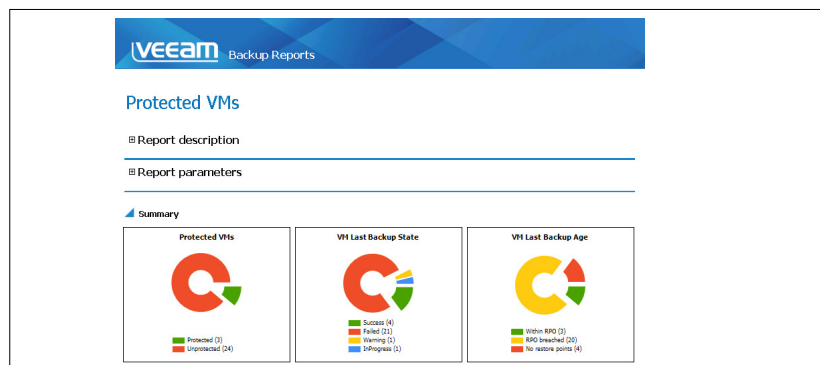 veeam Backup Reports
Protected VMs
Report description
Report parameters
Summary
Protected VMs
Protected (3)
Unprotected (24)
VM Last Backup State
Success (4)
Failed (21)
Warning (1)
InProgress (1)
VM Last Backup Age
Within RPO (3)
RPO breached (20)
No restore points (4)